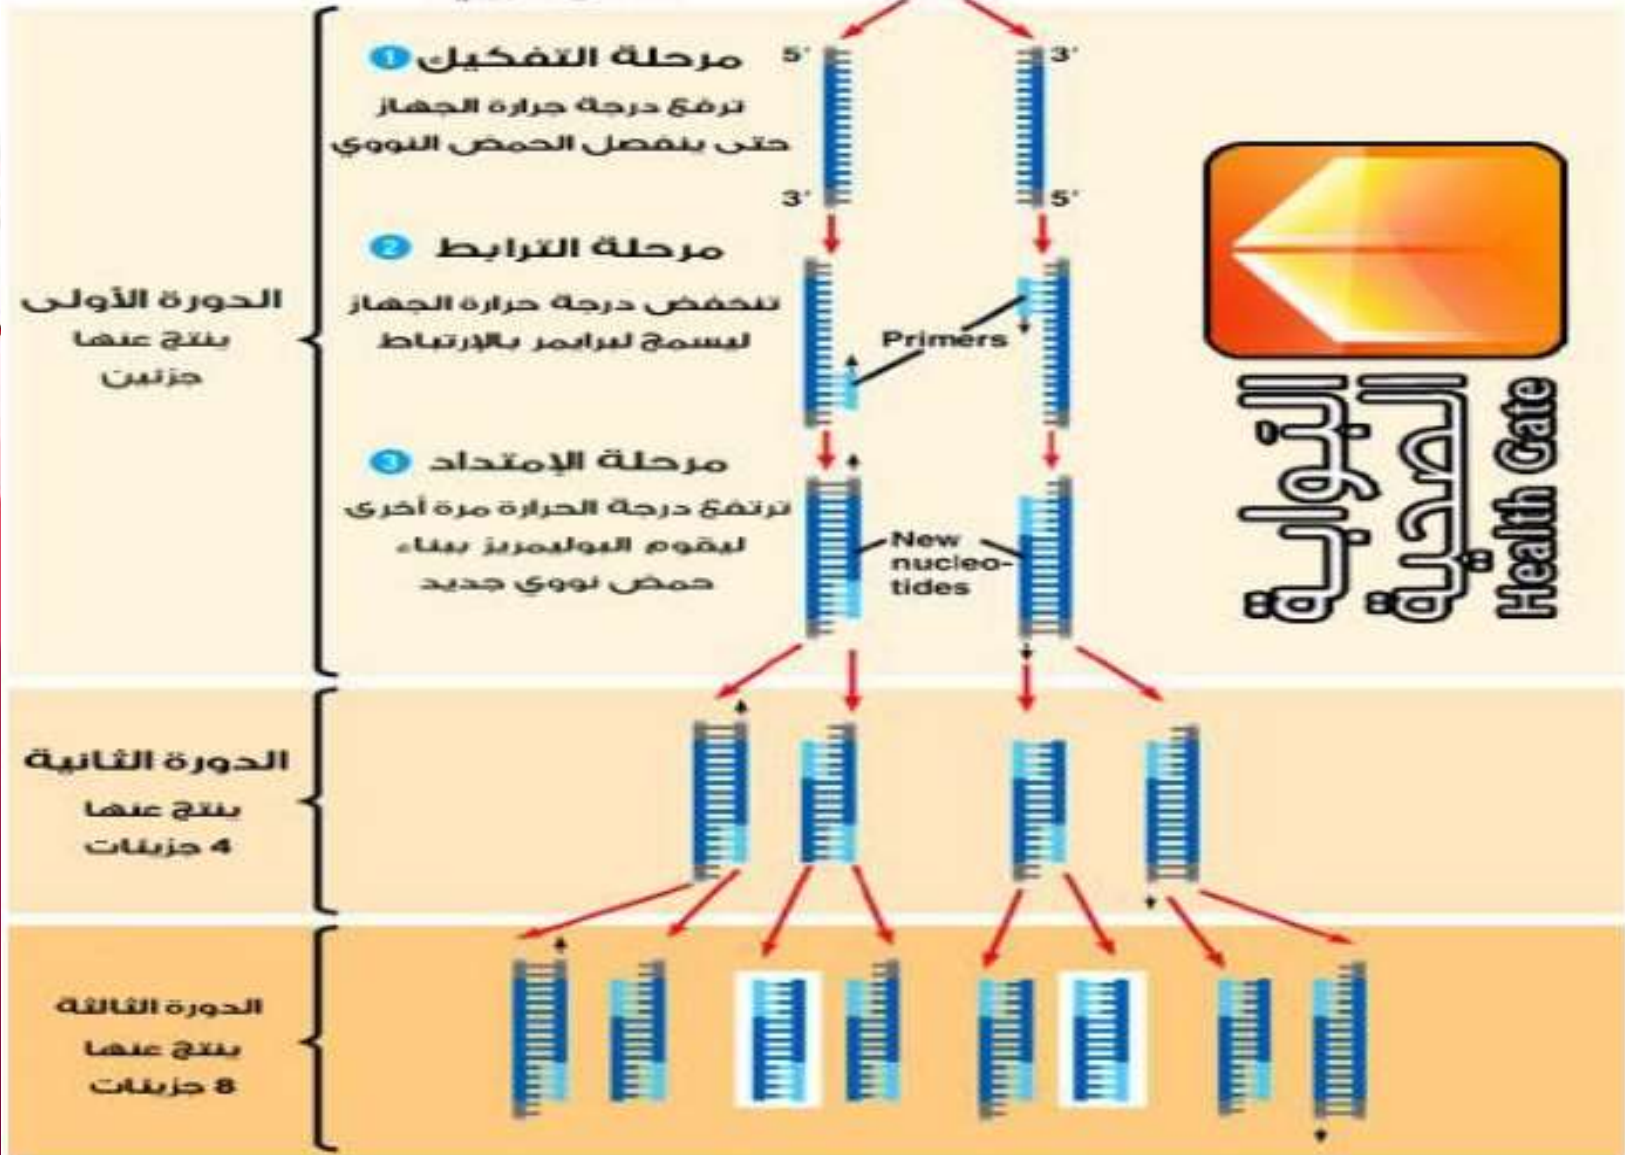 مرحلة التفكيك 1
ترفع درجة جرارة الجهاز
حتى ينفصل الحمض النووي
5' 3'
3' 5'
مرحلة الترابط 2
تنخفض درجة حرارة الجهاز
ليسمح لبرايمر بالإرتباط
Primers
الدورة الأولى
ينتج عنها
جزئين
مرحلة الإمتداد 3
ترتفع درجة الحرارة مرة أخرى
ليقوم البوليمريز ببناء
حمض نووي جديد
New
nucleo-
tides
البوابة
الصحية
Health Gate
الدورة الثانية
ينتج عنها
4 جزيئات
الدورة الثالثة
ينتج عنها
8 جزيئات